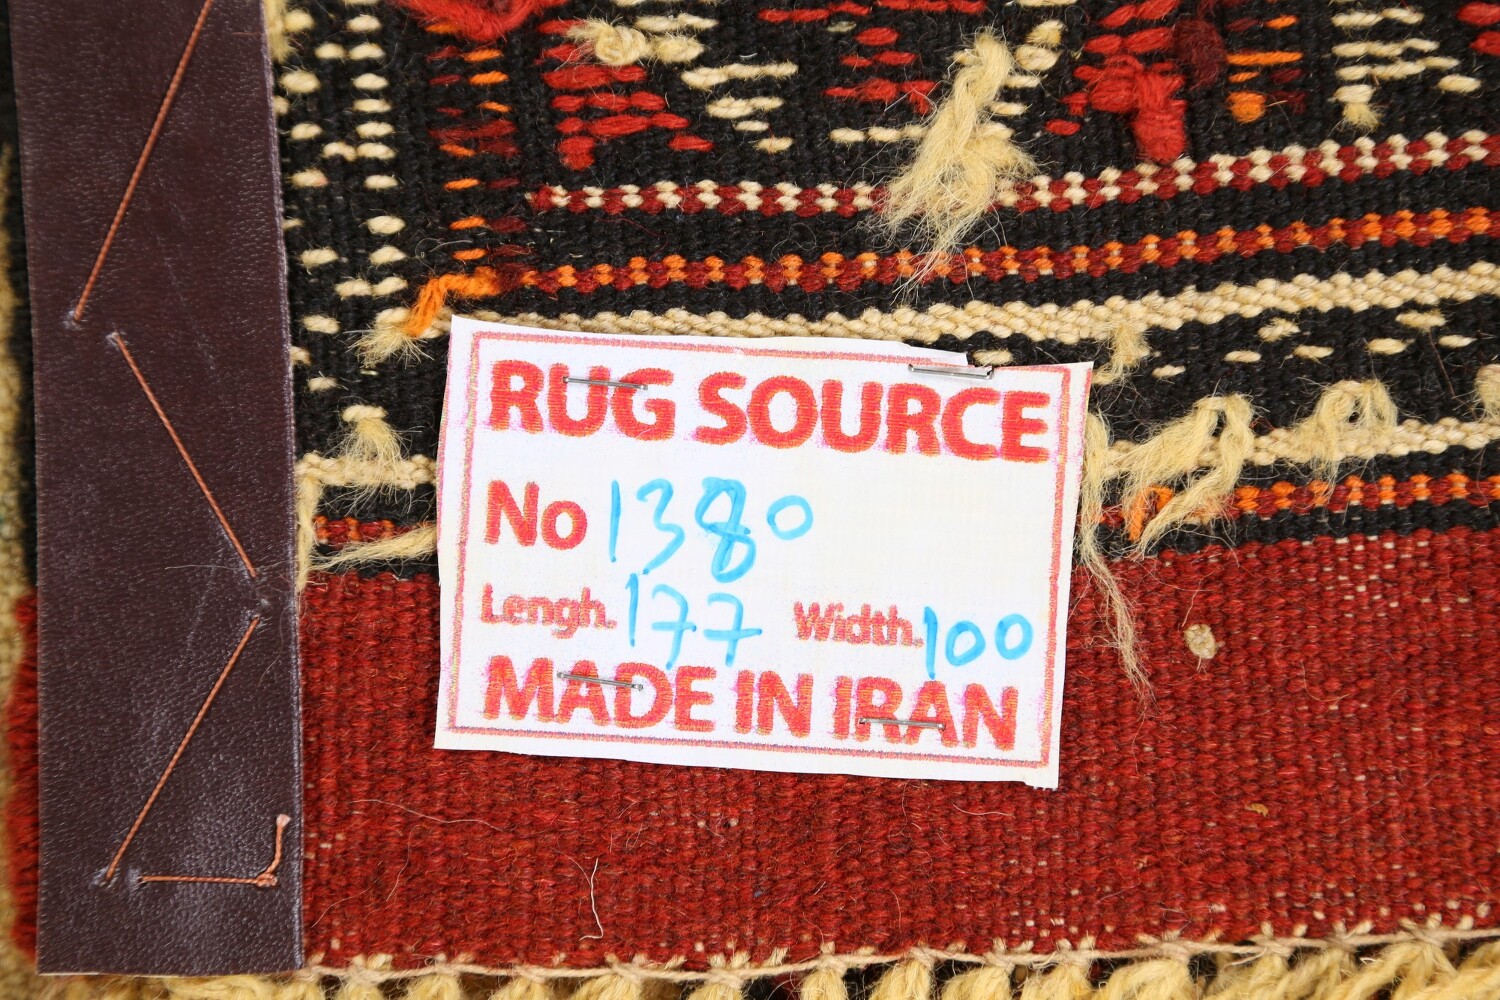 RUG SOURCE
No 1380
Lengh. 177 Width. 100
MADE IN IRAN